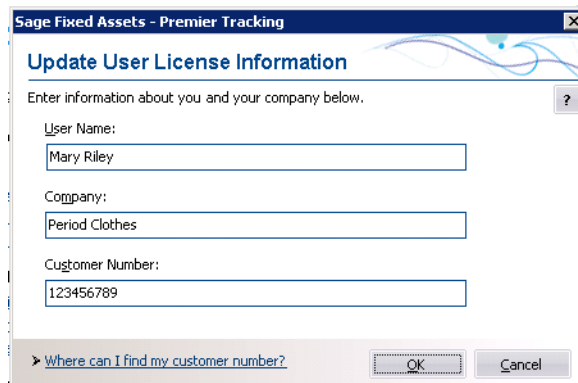 Sage Fixed Assets - Premier Tracking
Update User License Information
Enter information about you and your company below.
?
User Name:
Mary Riley
Company:
Period Clothes
Customer Number:
123456789
Where can I find my customer number?
OK
Cancel